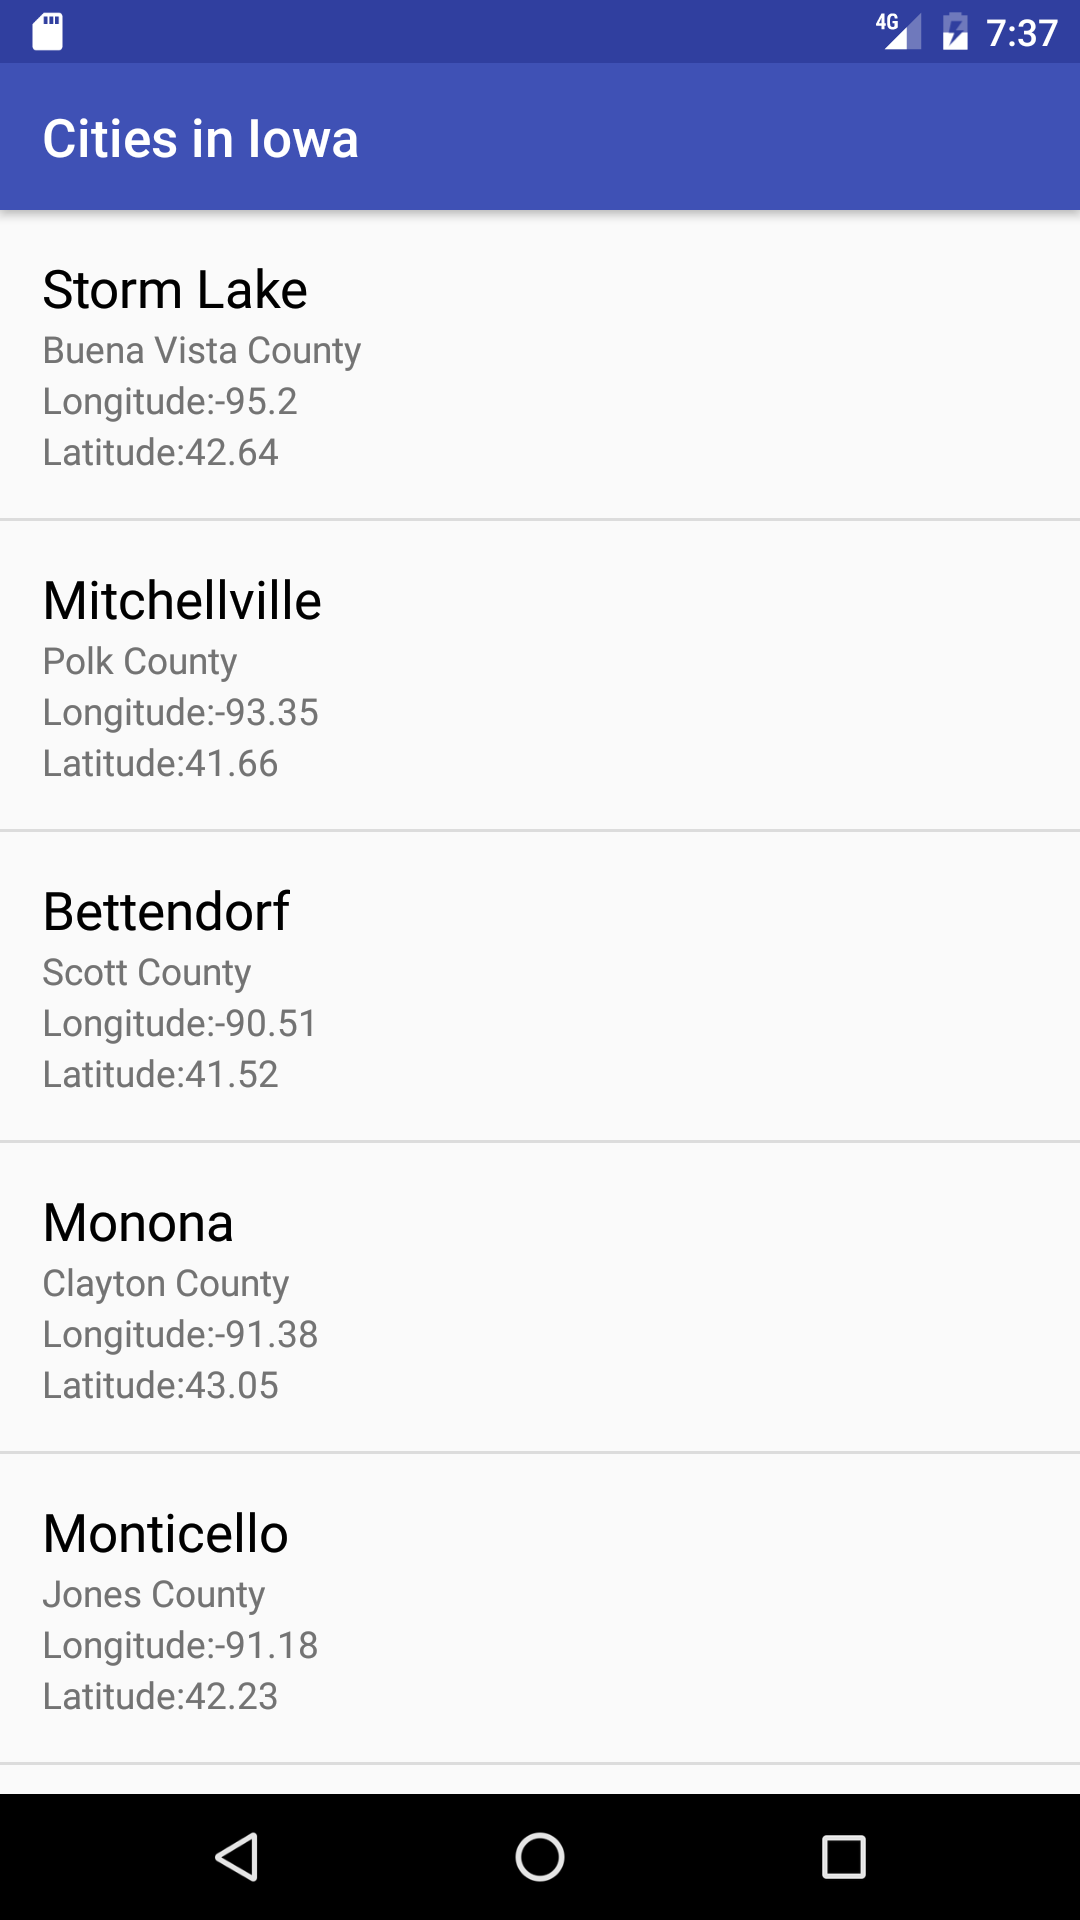 4G 7:37
Cities in Iowa
Storm Lake
Buena Vista County
Longitude:-95.2
Latitude:42.64
Mitchellville
Polk County
Longitude:-93.35
Latitude:41.66
Bettendorf
Scott County
Longitude:-90.51
Latitude:41.52
Monona
Clayton County
Longitude:-91.38
Latitude:43.05
Monticello
Jones County
Longitude:-91.18
Latitude:42.23